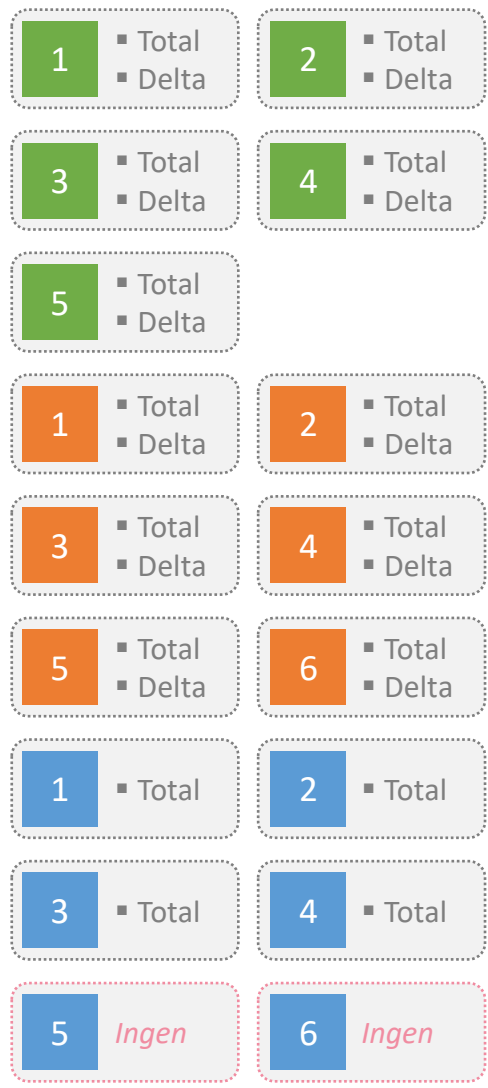 1 ▪ Total ▪ Delta
2 ▪ Total ▪ Delta
3 ▪ Total ▪ Delta
4 ▪ Total ▪ Delta
5 ▪ Total ▪ Delta
1 ▪ Total ▪ Delta
2 ▪ Total ▪ Delta
3 ▪ Total ▪ Delta
4 ▪ Total ▪ Delta
5 ▪ Total ▪ Delta
6 ▪ Total ▪ Delta
1 ▪ Total
2 ▪ Total
3 ▪ Total
4 ▪ Total
5 Ingen
6 Ingen